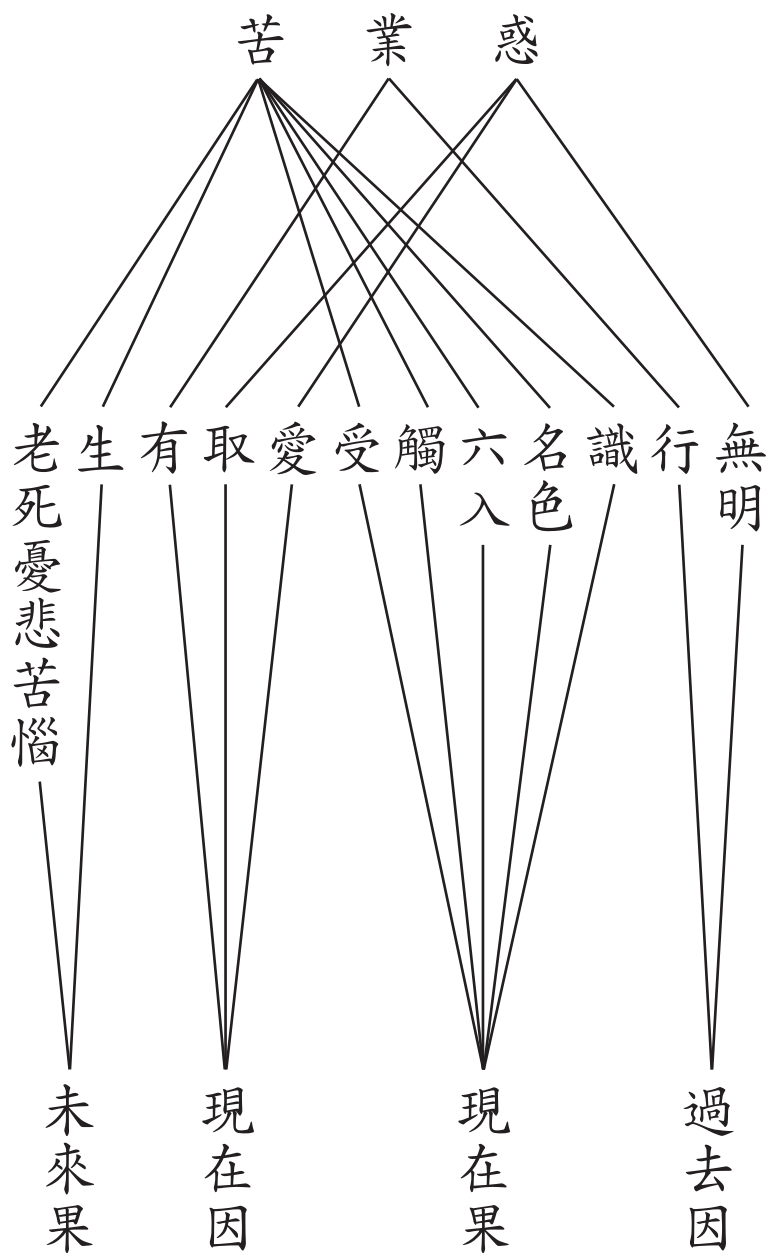 惑
業
苦
無明
行
識
名色
六入
觸
受
愛
取
有
生
老死憂悲苦惱
過去因
現在果
現在因
未來果